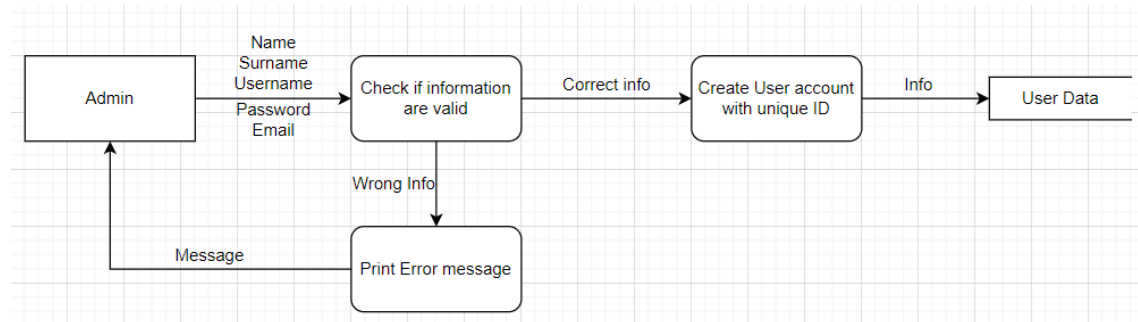 Admin
Name
Surname
Username
Password
Email
Check if information
are valid
Correct info
Create User account
with unique ID
Info
User Data
Wrong Info
Print Error message
Message